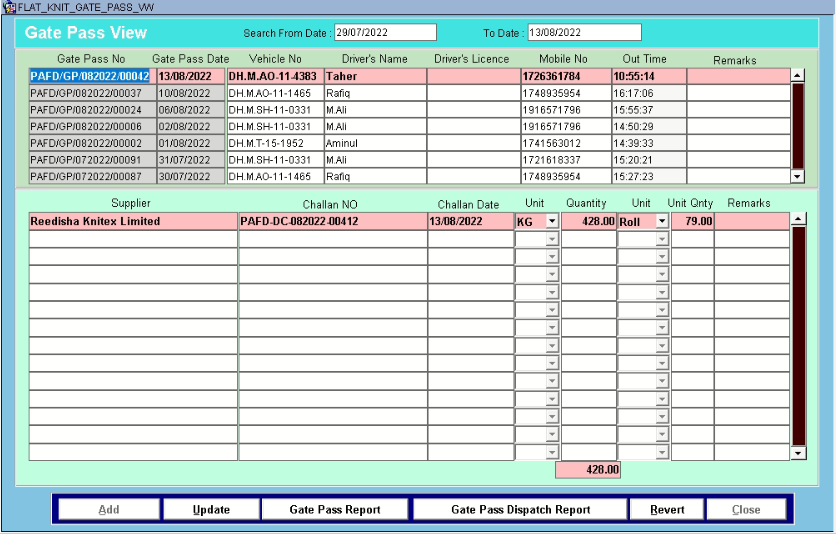 FLAT_KNIT_GATE_PASS_VW
Gate Pass View Search From Date : 29/07/2022 To Date : 13/08/2022
Gate Pass No Gate Pass Date Vehicle No Driver's Name Driver's Licence Mobile No Out Time Remarks
PAFD/GP/082022/00042 13/08/2022 DH.M.AO-11-4383 Taher 1726361784 10:55:14
PAFD/GP/082022/00037 10/08/2022 DH.M.AO-11-1465 Rafiq 1748935954 16:17:06
PAFD/GP/082022/00024 06/08/2022 DH.M.SH-11-0331 M.Ali 1916571796 15:55:37
PAFD/GP/082022/00006 02/08/2022 DH.M.SH-11-0331 M.Ali 1916571796 14:50:29
PAFD/GP/082022/00002 01/08/2022 DH.M.T-15-1952 Aminul 1741563012 14:39:33
PAFD/GP/072022/00091 31/07/2022 DH.M.SH-11-0331 M.Ali 1721618337 15:20:21
PAFD/GP/072022/00087 30/07/2022 DH.M.AO-11-1465 Rafiq 1748935954 15:27:23
Supplier Challan NO Challan Date Unit Quantity Unit Unit Qnty Remarks
Reedisha Knitex Limited PAFD-DC-082022-00412 13/08/2022 KG 428.00 Roll 79.00
428.00
Add Update Gate Pass Report Gate Pass Dispatch Report Revert Close